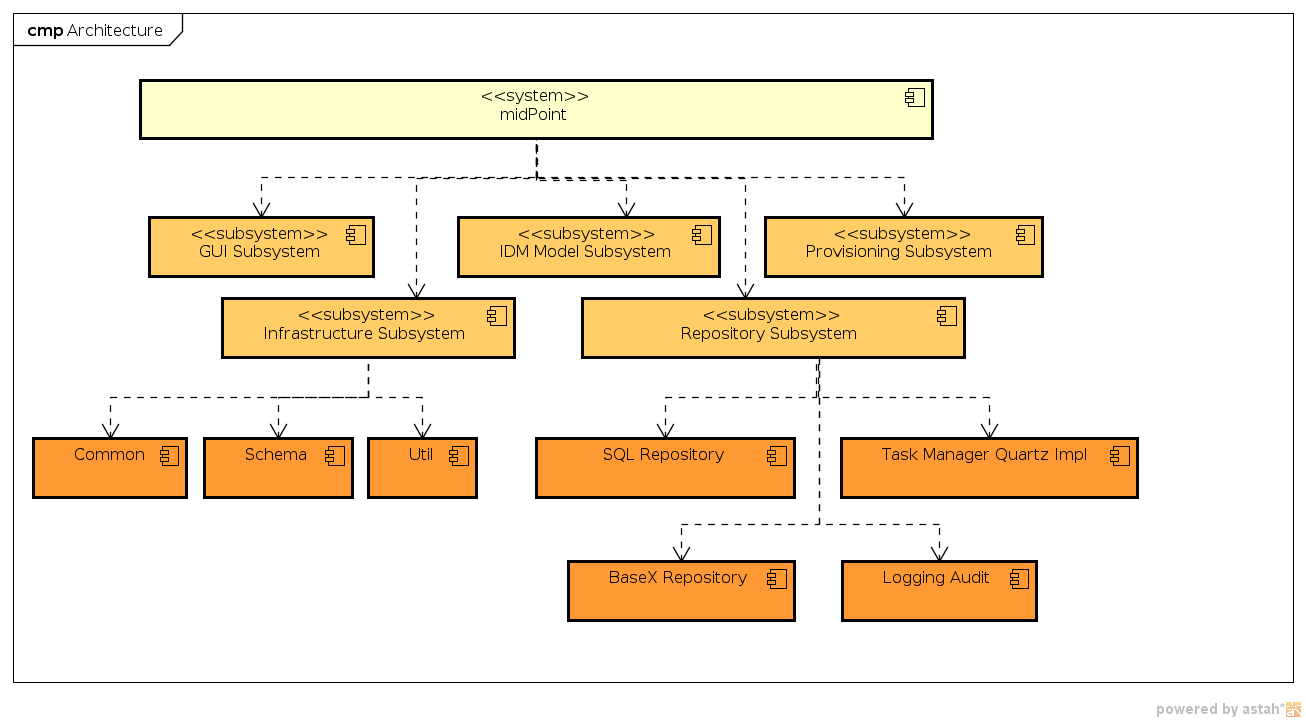 cmp Architecture
<<system>>
midPoint
<<subsystem>>
GUI Subsystem
<<subsystem>>
IDM Model Subsystem
<<subsystem>>
Provisioning Subsystem
<<subsystem>>
Infrastructure Subsystem
<<subsystem>>
Repository Subsystem
Common
Schema
Util
SQL Repository
Task Manager Quartz Impl
BaseX Repository
Logging Audit
powered by astah*